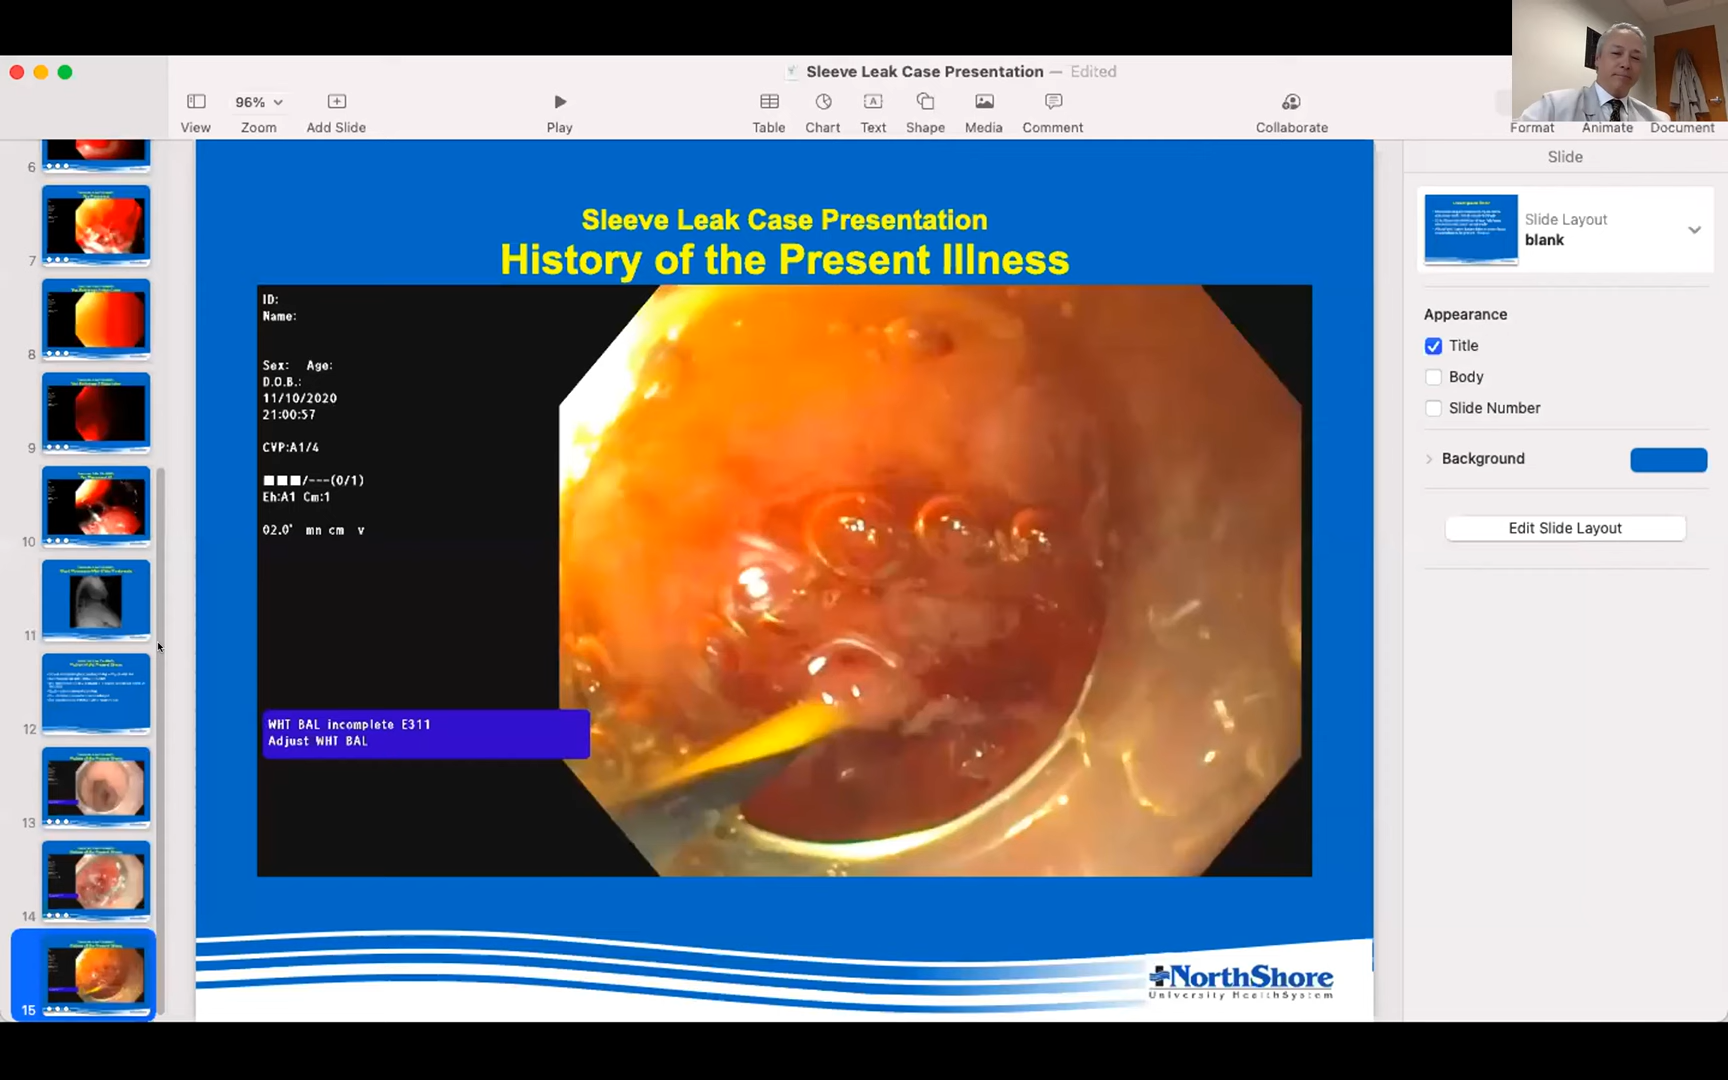 Sleeve Leak Case Presentation — Edited
96%
View
Zoom
Add Slide
Play
Table
Chart
Text
Shape
Media
Comment
Collaborate
Format
Animate
Document
6
7
8
9
10
11
12
13
14
15
Sleeve Leak Case Presentation
History of the Present Illness
ID:
Name:
Sex: Age:
D.O.B.:
11/10/2020
21:00:57
CVP:A1/4
■■■/---(0/1)
Eh:A1 Cm:1
WHT BAL incomplete E311
Adjust WHT BAL
NorthShore
University HealthSystem
Slide
Slide Layout
blank
Appearance
Title
Body
Slide Number
Background
Edit Slide Layout